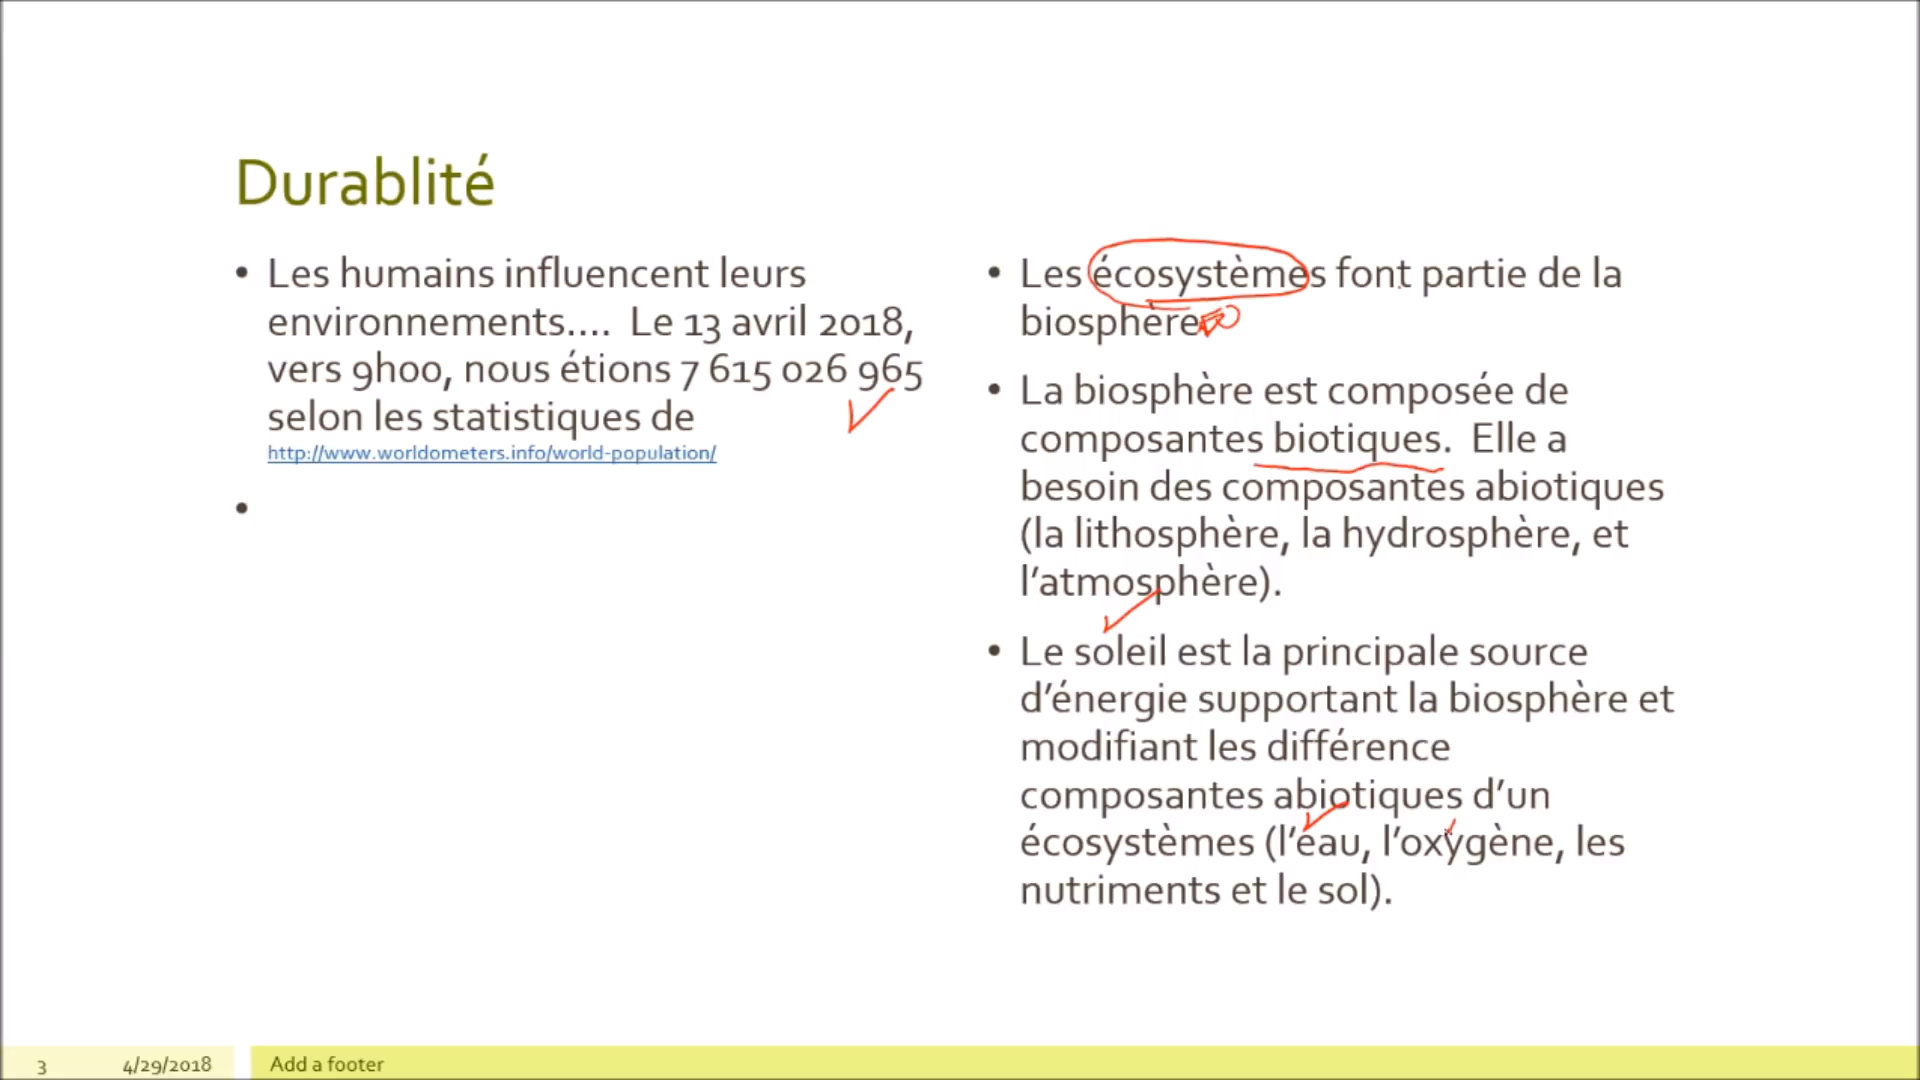 Durablité
• Les humains influencent leurs
environnements.... Le 13 avril 2018,
vers 9h00, nous étions 7 615 026 965
selon les statistiques de
http://www.worldometers.info/world-population/
•
• Les écosystèmes font partie de la
biosphère
• La biosphère est composée de
composantes biotiques. Elle a
besoin des composantes abiotiques
(la lithosphère, la hydrosphère, et
l'atmosphère).
• Le soleil est la principale source
d'énergie supportant la biosphère et
modifiant les différence
composantes abiotiques d'un
écosystèmes (l'eau, l'oxygène, les
nutriments et le sol).
3 4/29/2018 Add a footer